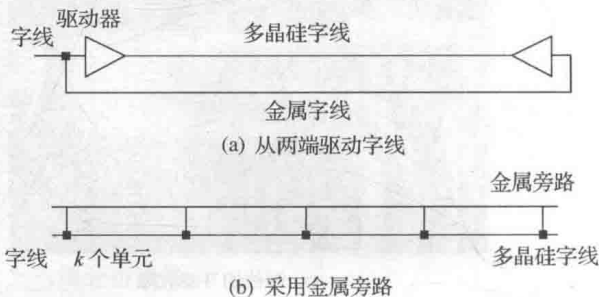 驱动器
字线
多晶硅字线
金属字线
(a) 从两端驱动字线
金属旁路
字线
k 个单元
多晶硅字线
(b) 采用金属旁路